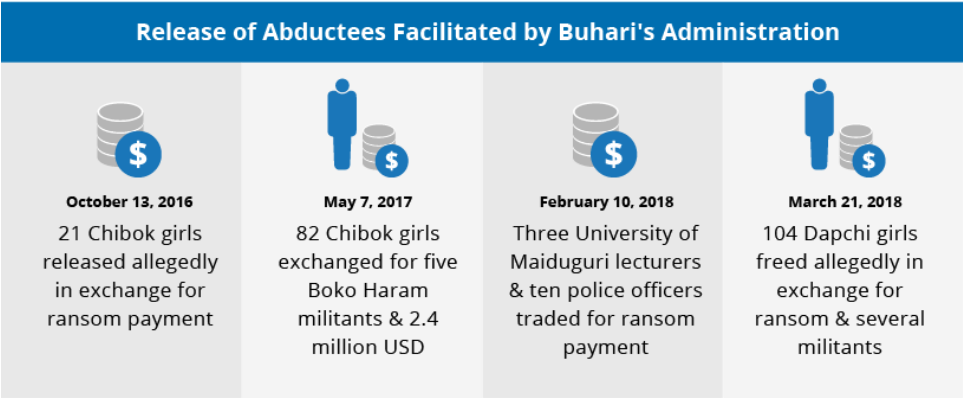 Release of Abductees Facilitated by Buhari's Administration
$
October 13, 2016
21 Chibok girls
released allegedly
in exchange for
ransom payment
$
May 7, 2017
82 Chibok girls
exchanged for five
Boko Haram
militants & 2.4
million USD
$
February 10, 2018
Three University of
Maiduguri lecturers
& ten police officers
traded for ransom
payment
$
March 21, 2018
104 Dapchi girls
freed allegedly in
exchange for
ransom & several
militants